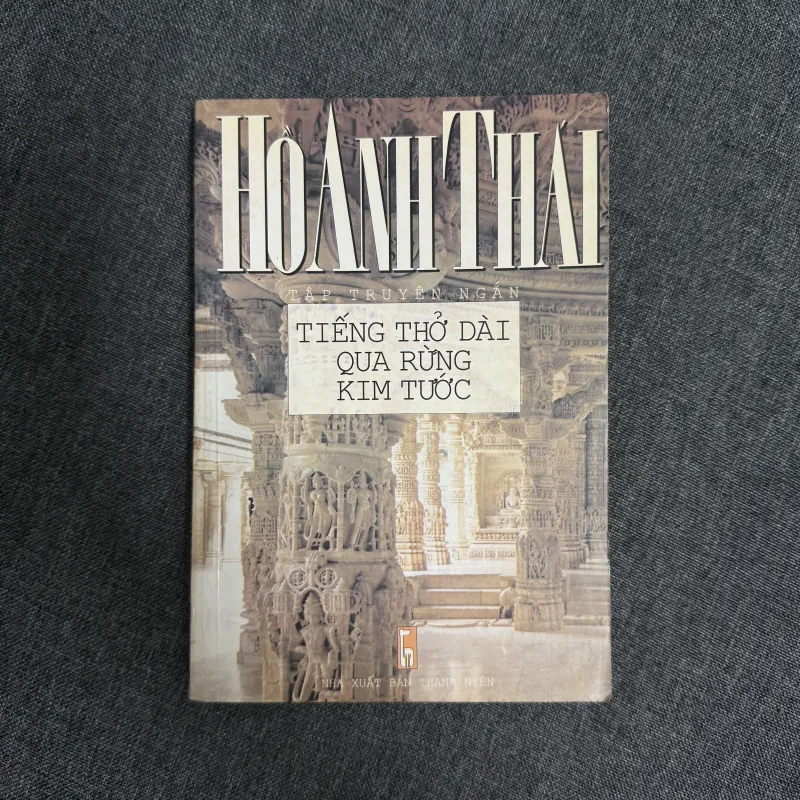 HỒ ANH THÁI
TẬP TRUYỆN NGẮN
TIẾNG THỞ DÀI
QUA RỪNG
KIM TƯỚC
NHÀ XUẤT BẢN THANH NIÊN